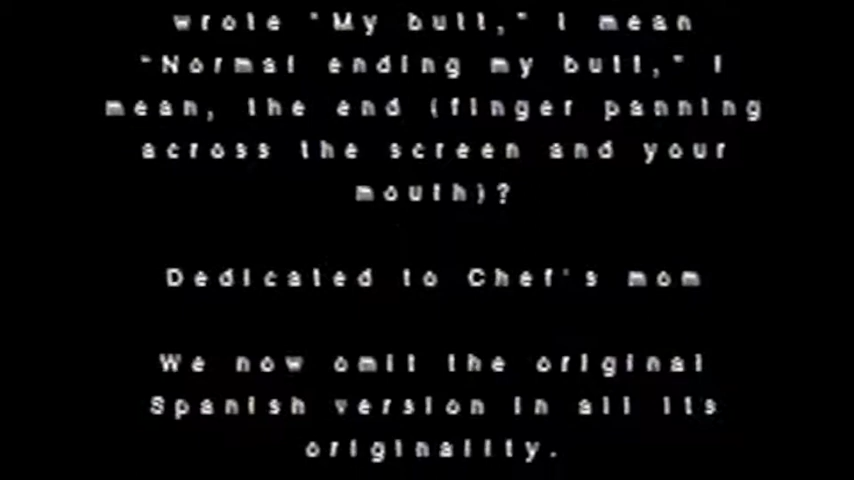 wrote "My butt," I mean
"Normal ending my butt," I
mean, the end (finger panning
across the screen and your
mouth)?
Dedicated to Chef's mom
We now omit the original
Spanish version in all its
originality.